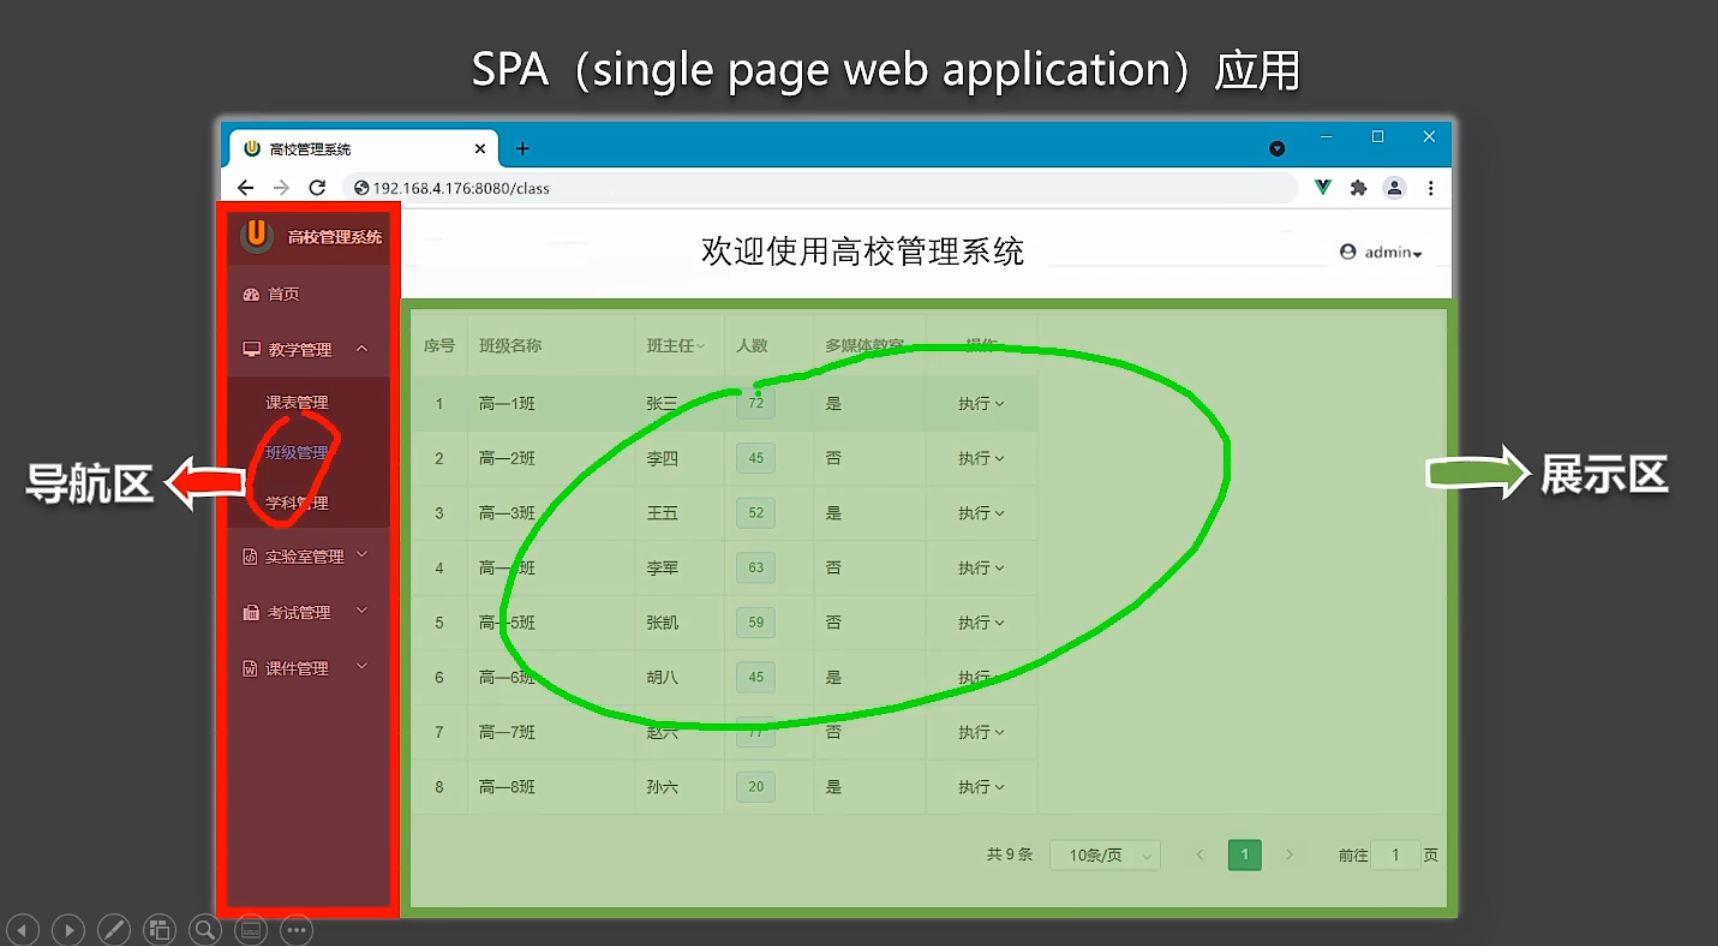 SPA（single page web application）应用
高校管理系统
192.168.4.176:8080/class
高校管理系统
欢迎使用高校管理系统
admin
首页
教学管理
课表管理
班级管理
学科管理
实验室管理
考试管理
课件管理
导航区
展示区
序号 班级名称 班主任 人数 多媒体教室 操作
1 高一1班 张三 72 是 执行
2 高一2班 李四 45 否 执行
3 高一3班 王五 52 是 执行
4 高一 班 李军 63 否 执行
5 高一5班 张凯 59 否 执行
6 高一6班 胡八 45 是 执行
7 高一7班 赵六 77 否 执行
8 高一8班 孙六 20 是 执行
共 9 条 10条/页 1 前往 1 页